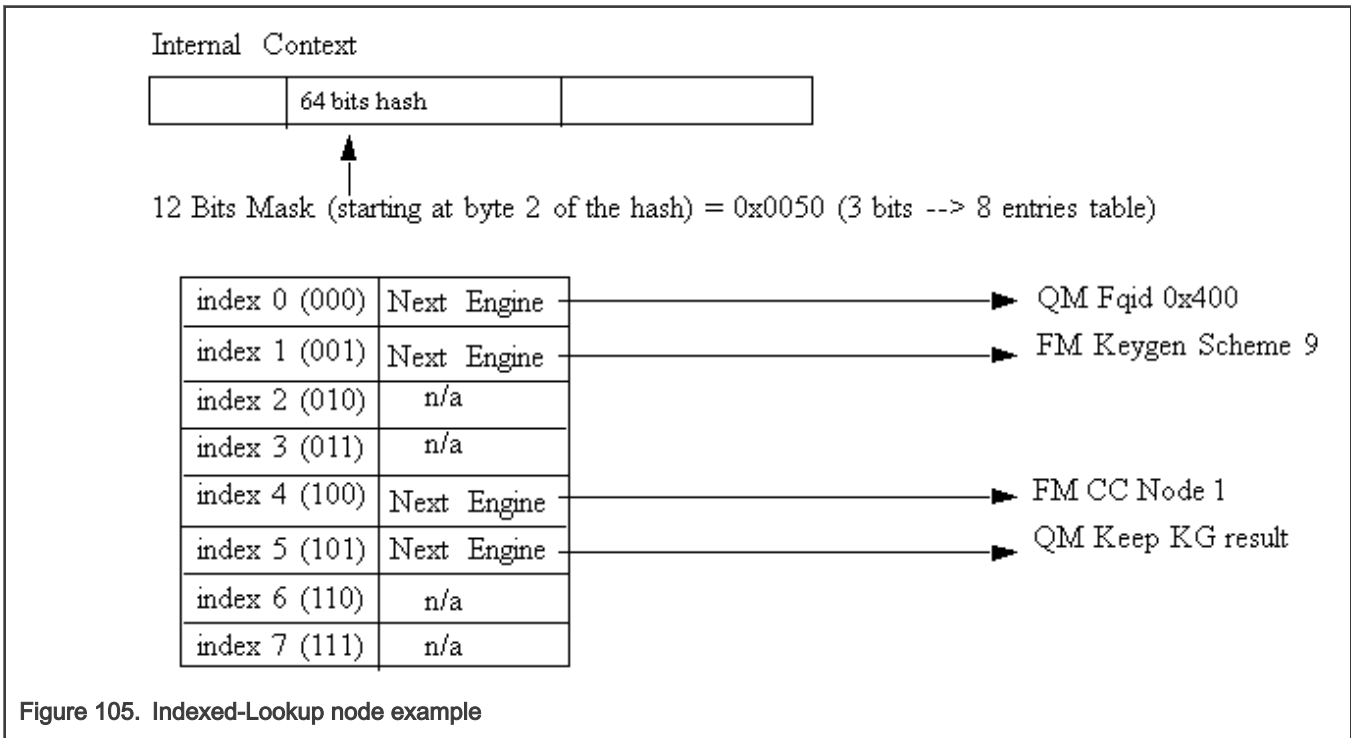 Internal Context
64 bits hash
12 Bits Mask (starting at byte 2 of the hash) = 0x0050 (3 bits --> 8 entries table)
index 0 (000) Next Engine QM Fqid 0x400
index 1 (001) Next Engine FM Keygen Scheme 9
index 2 (010) n/a
index 3 (011) n/a
index 4 (100) Next Engine FM CC Node 1
index 5 (101) Next Engine QM Keep KG result
index 6 (110) n/a
index 7 (111) n/a
Figure 105. Indexed-Lookup node example